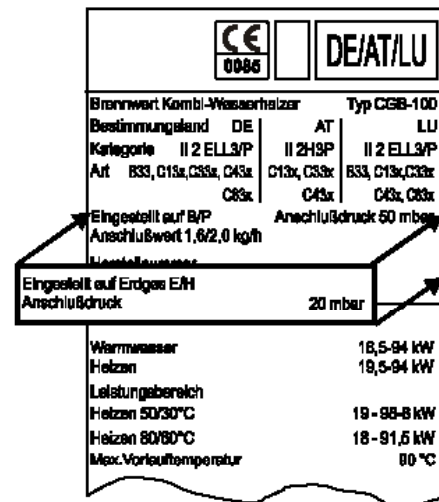 CE
0085
DE/AT/LU
Brennwert Kombi-Wasserheizer Typ CGB-100
Bestimmungsland DE AT LU
Kategorie II 2 ELL3/P II 2H3P II 2 ELL3/P
Art B33, C13x,C33x, C43x C13x, C33x B33, C13x,C33x
C63x C43x C43x, C63x
Eingestellt auf B/P Anschlußdruck 50 mbar
Anschlußwert 1,6/2,0 kg/h
Eingestellt auf Erdgas E/H
Anschlußdruck 20 mbar
Warmwasser 18,5-94 kW
Heizen 19,5-94 kW
Leistungsbereich
Heizen 50/30°C 19 - 98-8 kW
Heizen 80/60°C 18 - 91,5 kW
Max.Vorlauftemperatur 90 °C